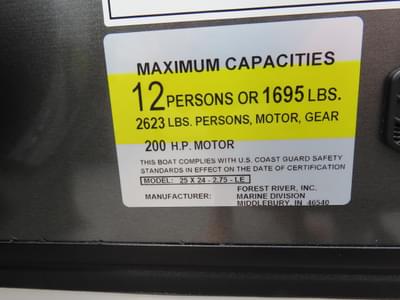 MAXIMUM CAPACITIES
12 PERSONS OR 1695 LBS.
2623 LBS. PERSONS, MOTOR, GEAR
200 H.P. MOTOR
THIS BOAT COMPLIES WITH U.S. COAST GUARD SAFETY
STANDARDS IN EFFECT ON THE DATE OF CERTIFICATION
MODEL: 25 X 24 - 2.75 - LE
FOREST RIVER, INC.
MANUFACTURER: MARINE DIVISION
MIDDLEBURY, IN 46540